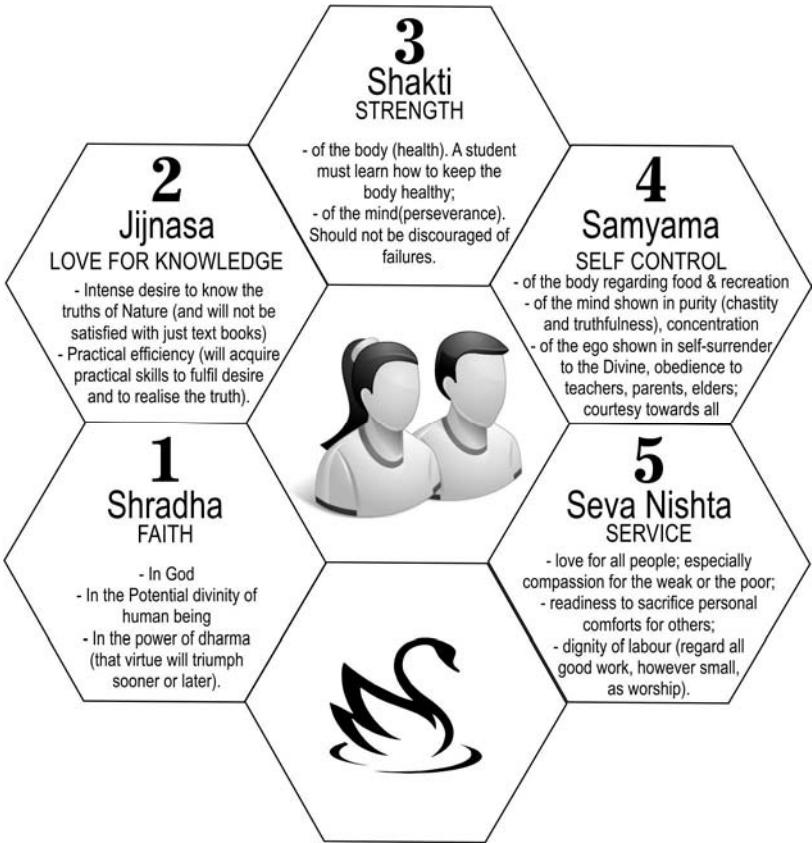 1
Shradha
FAITH
- In God
- In the Potential divinity of
human being
- In the power of dharma
(that virtue will triumph
sooner or later).
2
Jijnasa
LOVE FOR KNOWLEDGE
- Intense desire to know the
truths of Nature (and will not be
satisfied with just text books)
- Practical efficiency (will acquire
practical skills to fulfil desire
and to realise the truth).
3
Shakti
STRENGTH
- of the body (health). A student
must learn how to keep the
body healthy;
- of the mind(perseverance).
Should not be discouraged of
failures.
4
Samyama
SELF CONTROL
- of the body regarding food & recreation
- of the mind shown in purity (chastity
and truthfulness), concentration
- of the ego shown in self-surrender
to the Divine, obedience to
teachers, parents, elders;
courtesy towards all
5
Seva Nishta
SERVICE
- love for all people; especially
compassion for the weak or the poor;
- readiness to sacrifice personal
comforts for others;
- dignity of labour (regard all
good work, however small,
as worship).